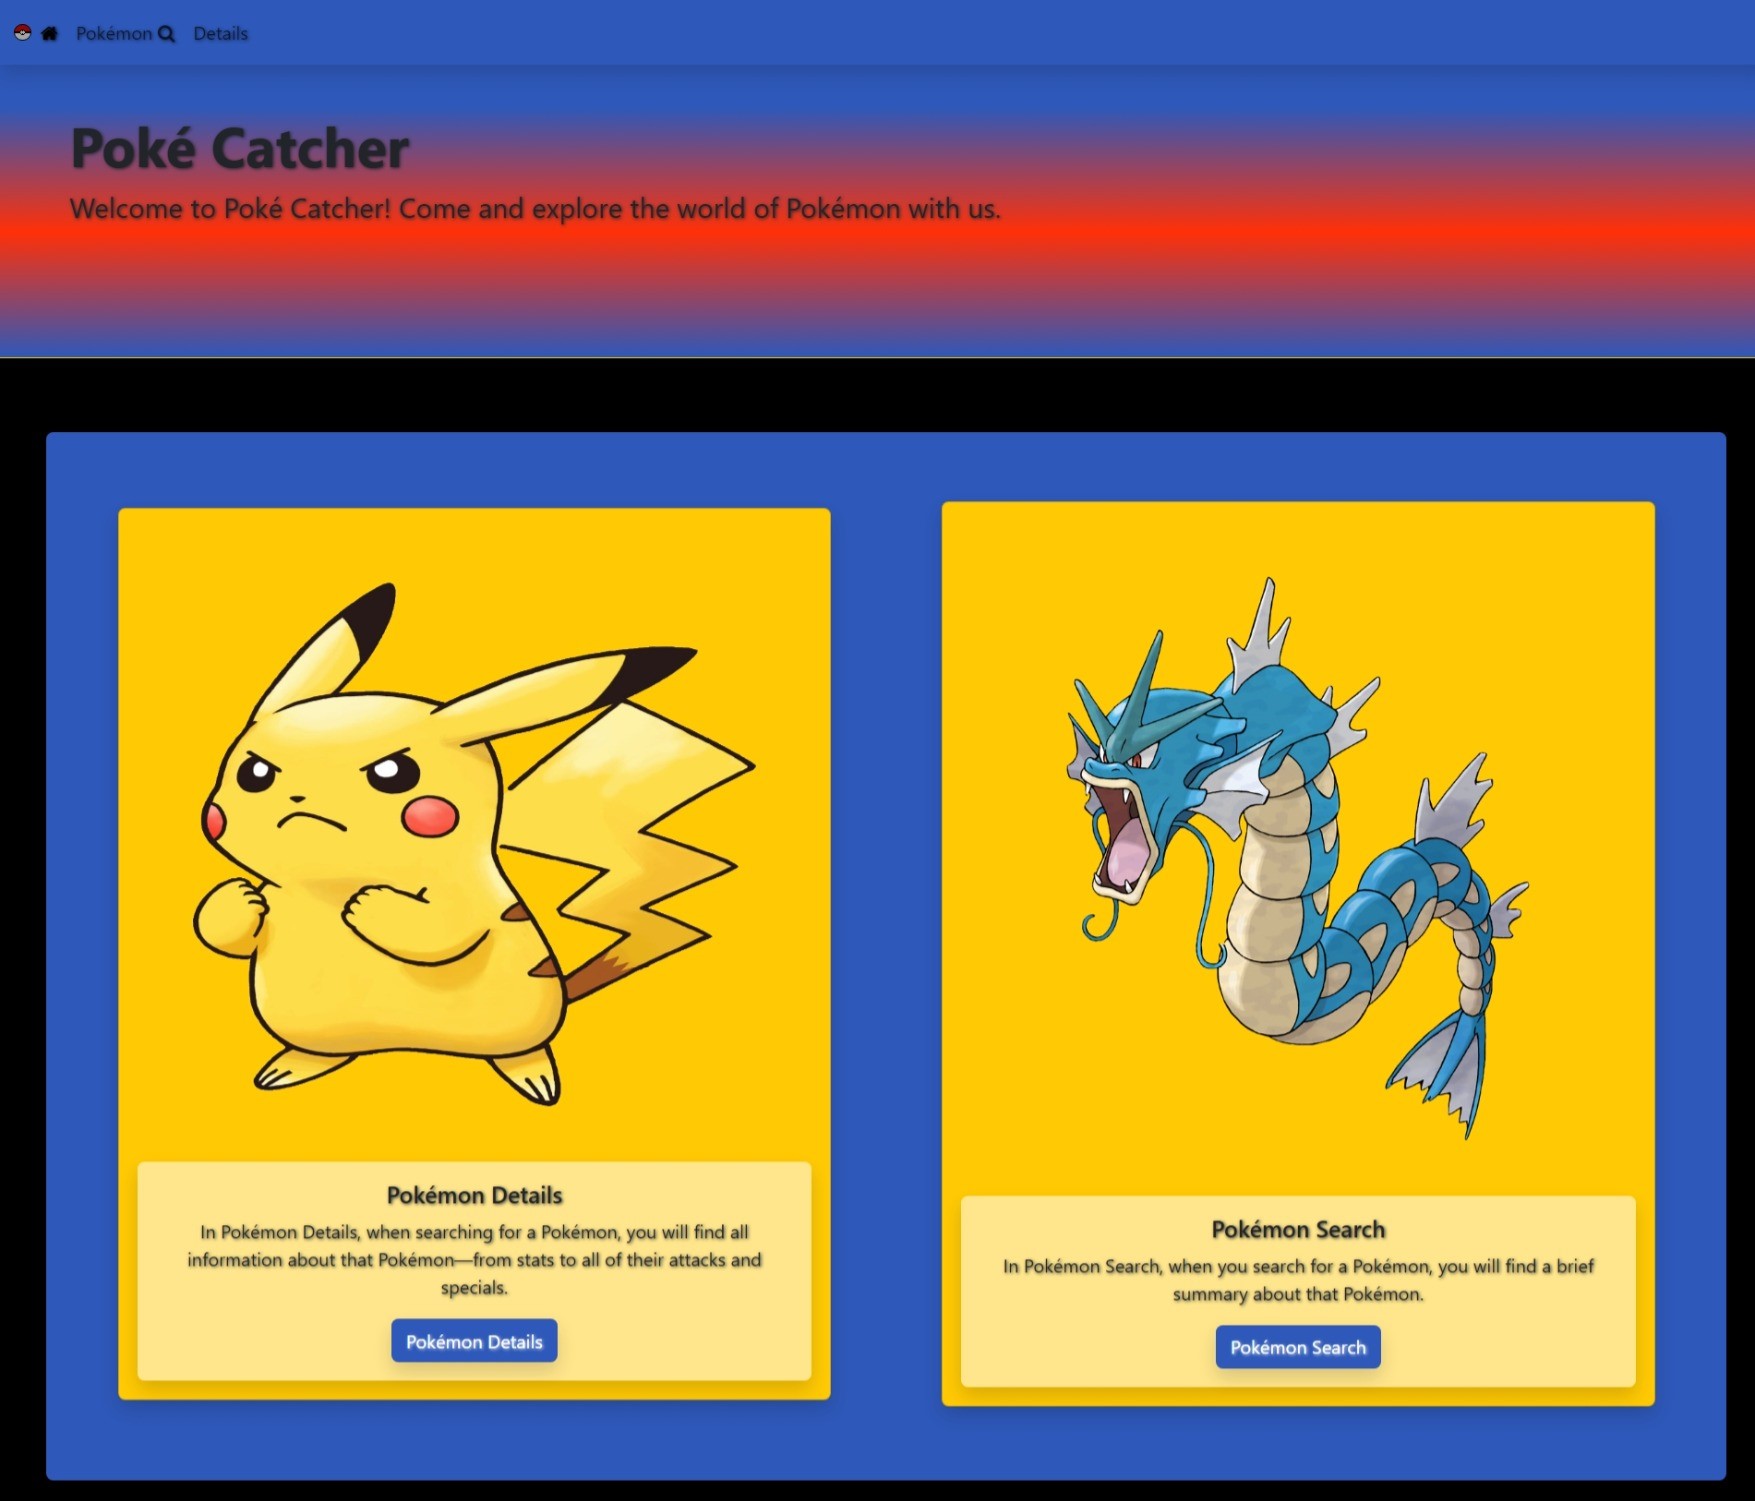 Pokémon Details
Poké Catcher
Welcome to Poké Catcher! Come and explore the world of Pokémon with us.
Pokémon Details
In Pokémon Details, when searching for a Pokémon, you will find all
information about that Pokémon—from stats to all of their attacks and
specials.
Pokémon Details
Pokémon Search
In Pokémon Search, when you search for a Pokémon, you will find a brief
summary about that Pokémon.
Pokémon Search